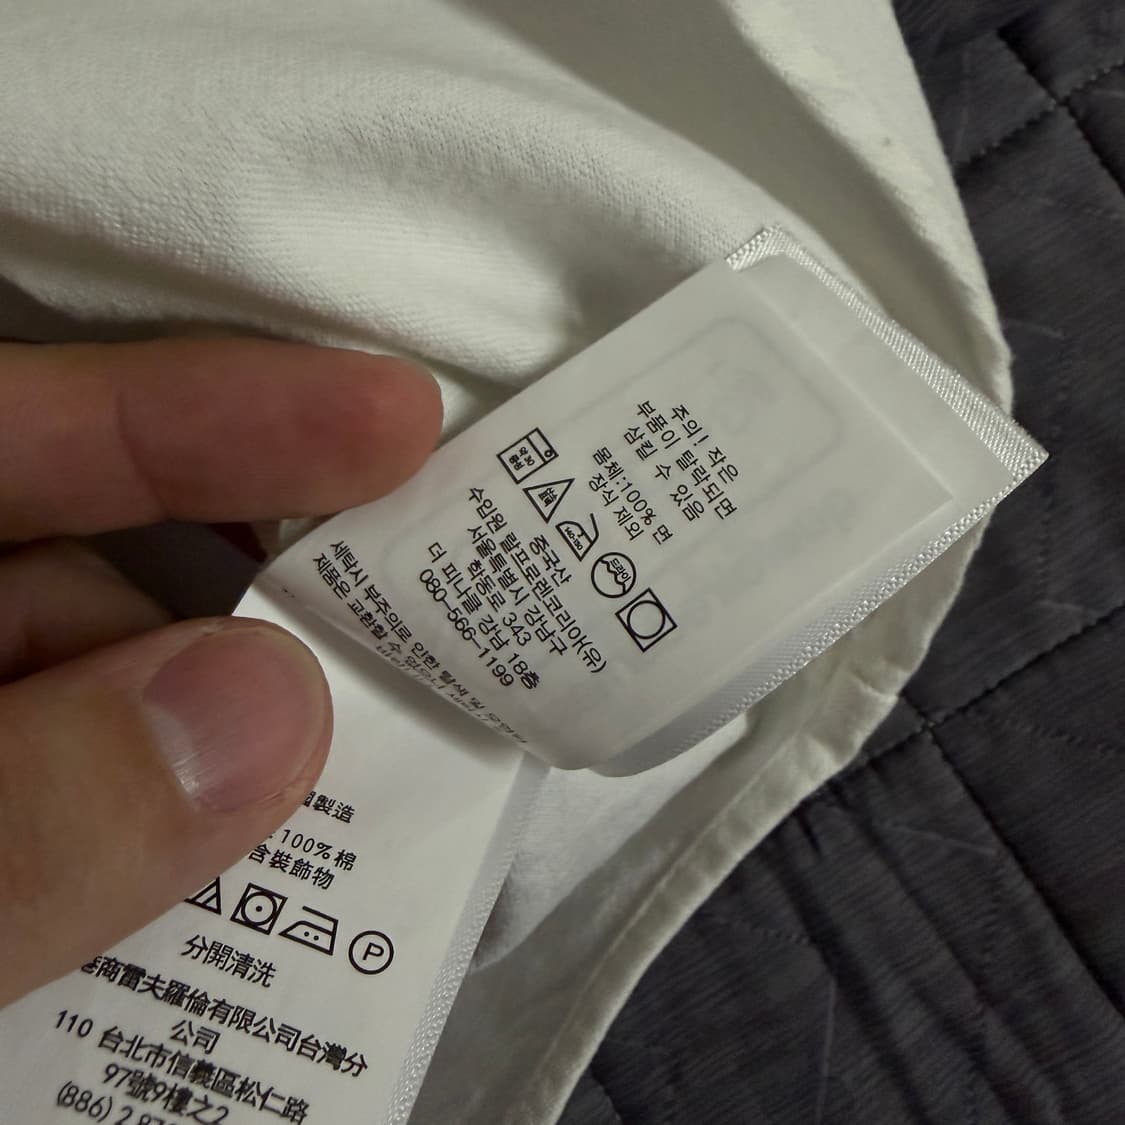 주의! 작은
부품이 탈락되면
삼킬 수 있음
몸체:100% 면
장식 제외
드라이
중국산
수입원 랄프로렌코리아(유)
서울특별시 강남구
학동로 343
더 피나클 강남 18층
080-566-1199
세탁시 부주의로 인한 탈색 및
제품은 교환할 수
製造
100% 棉
含裝飾物
P
分開清洗
商雷夫羅倫有限公司台灣分
公司
110 台北市信義區松仁路
97號9樓之2
(886) 2